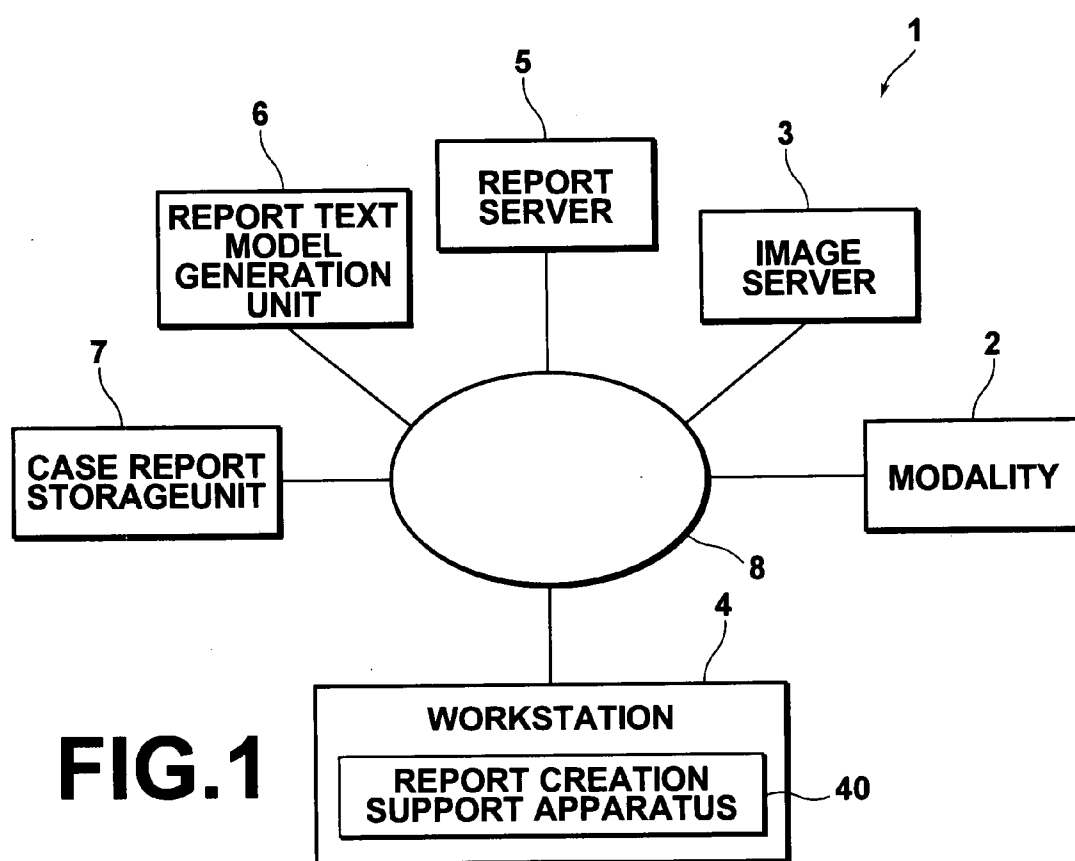 1
5
REPORT
SERVER
6
REPORT TEXT
MODEL
GENERATION
UNIT
3
IMAGE
SERVER
7
CASE REPORT
STORAGEUNIT
2
MODALITY
8
4
WORKSTATION
REPORT CREATION
SUPPORT APPARATUS
40
FIG.1